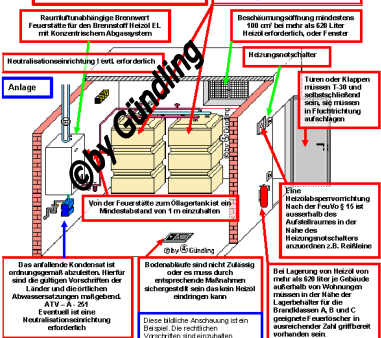 Raumluftunabhängige Brennwert
Feuerstätte für den Brennstoff Heizöl EL
mit Konzentrischem Abgassystem
Beschäumungsöffnung mindestens
100 cm² bei mehr als 620 Liter
Heizöl erforderlich, oder Fenster
Neutralisationseinrichtung ! evtl. erforderlich
Heizungsnotschalter
Anlage
Türen oder Klappen
müssen T-30 und
selbstschließend
sein, sie müssen
in Fluchtrichtung
aufschlagen
©by Gündling
©by Gündling
Von der Feuerstätte zum Öllagertank ist ein
Mindestabstand von 1 m einzuhalten
Eine
Heizölabsperrvorrichtung
Nach der FeuVo § 15 ist
ausserhalb des
Aufstellraumes in der
Nähe des
Heizungsnotschalters
anzuordnen z.B. Reißleine
©by Gündling
Das anfallende Kondensat ist
ordnungsgemäß abzuleiten. Hierfür
sind die gültigen Vorschriften der
Länder und die örtlichen
Abwassersatzungen maßgebend.
ATV – A - 251
Eventuell ist eine
Neutralisationseinrichtung
erforderlich
Bodenabläufe sind nicht Zulässig
oder es muss durch
entsprechende Maßnahmen
sichergestellt sein das kein Heizöl
eindringen kann
Bei Lagerung von Heizöl von
mehr als 620 liter je Gebäude
außerhalb von Wohnungen
müssen in der Nähe der
Lagerbehälter für die
Brandklassen A, B und C
geeignete Feuerlöscher in
ausreichender Zahl griffbereit
vorhanden sein.
Diese bildliche Anschauung ist ein
Beispiel. Die rechtlichen
Vorschriften sind einzuhalten